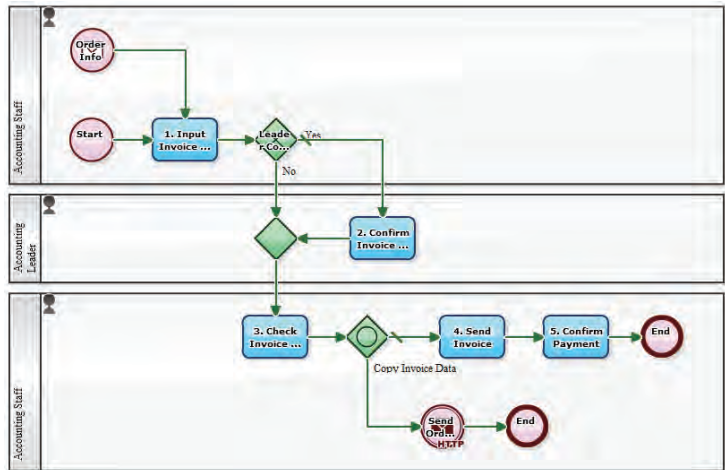 Accounting Staff
Order
Info
Start
1. Input
Invoice ...
Leade
r Co...
Yes
No
Accounting
Leader
2. Confirm
Invoice ...
Accounting Staff
3. Check
Invoice ...
4. Send
Invoice
5. Confirm
Payment
End
Copy Invoice Data
Send
Ord...
HTTP
End